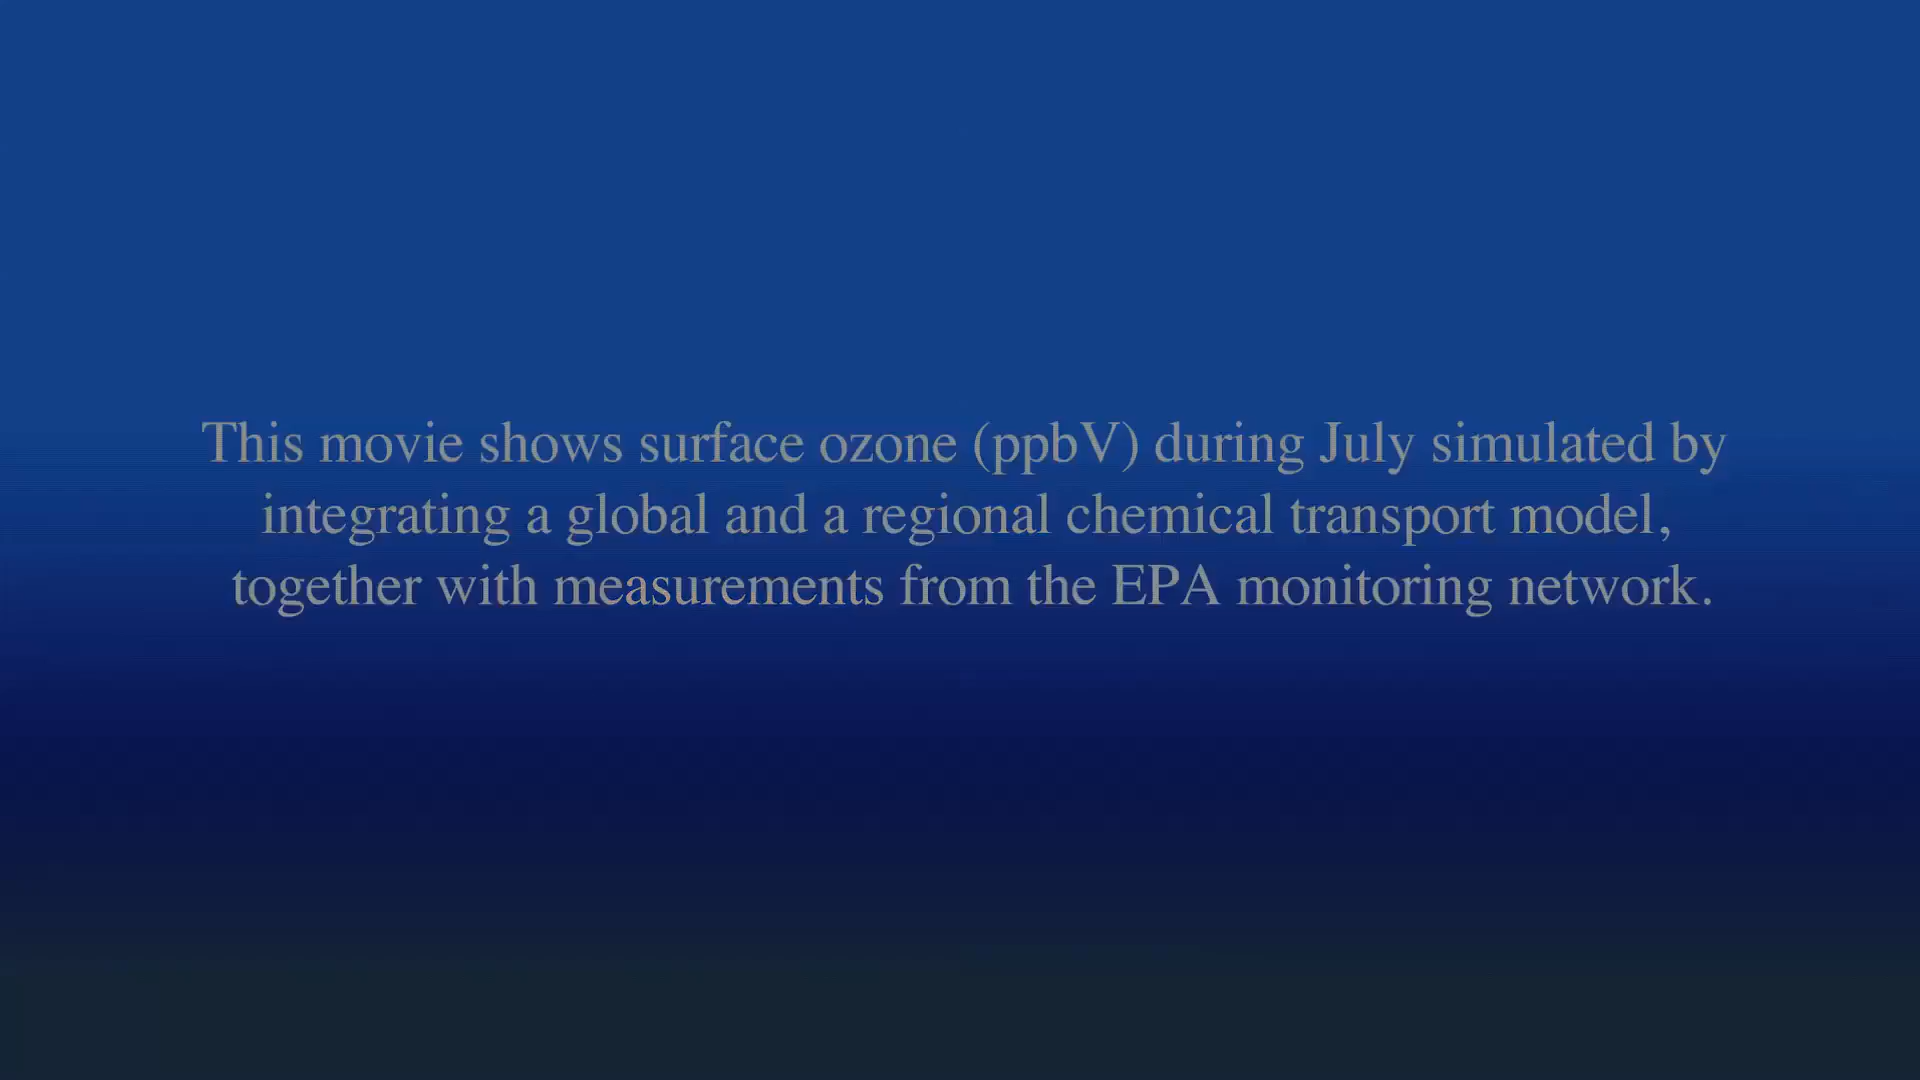 This movie shows surface ozone (ppbV) during July simulated by
integrating a global and a regional chemical transport model,
together with measurements from the EPA monitoring network.